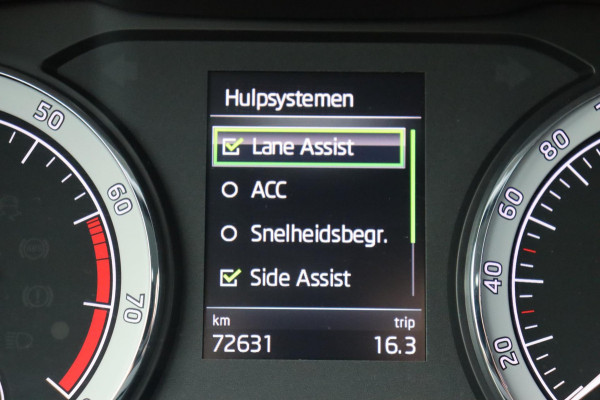 Hulpsystemen
Lane Assist
ACC
Snelheidsbegr.
Side Assist
km trip
72631 16.3
50
60
70
80
60
40
20